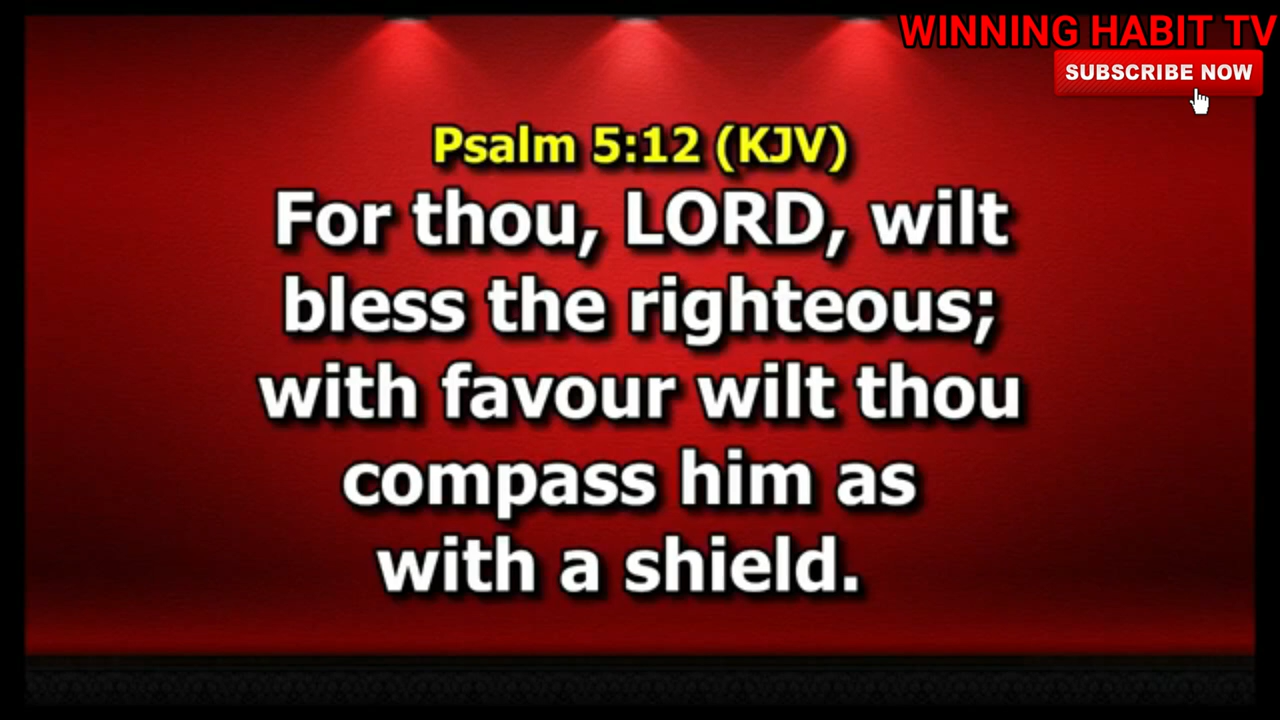 WINNING HABIT TV
SUBSCRIBE NOW
Psalm 5:12 (KJV)
For thou, LORD, wilt
bless the righteous;
with favour wilt thou
compass him as
with a shield.